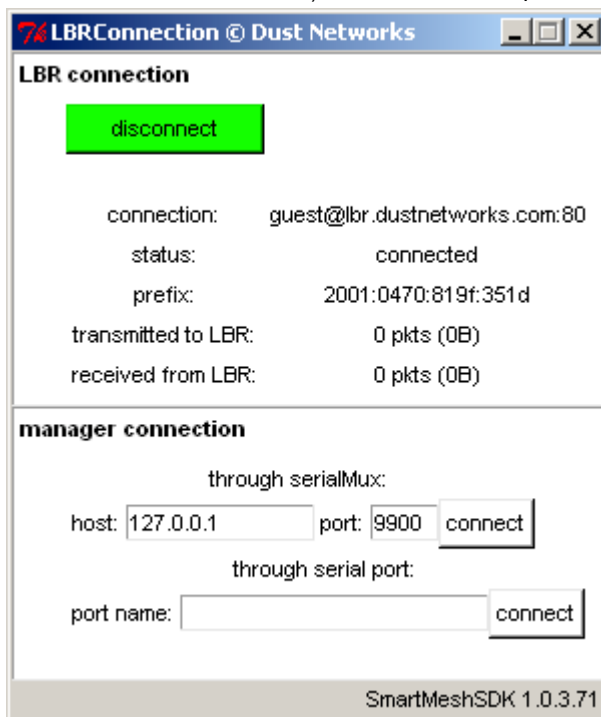 LBRConnection © Dust Networks
LBR connection
disconnect
connection: guest@lbr.dustnetworks.com:80
status: connected
prefix: 2001:0470:819f:351d
transmitted to LBR: 0 pkts (0B)
received from LBR: 0 pkts (0B)
manager connection
through serialMux:
host: 127.0.0.1 port: 9900 connect
through serial port:
port name: connect
SmartMeshSDK 1.0.3.71